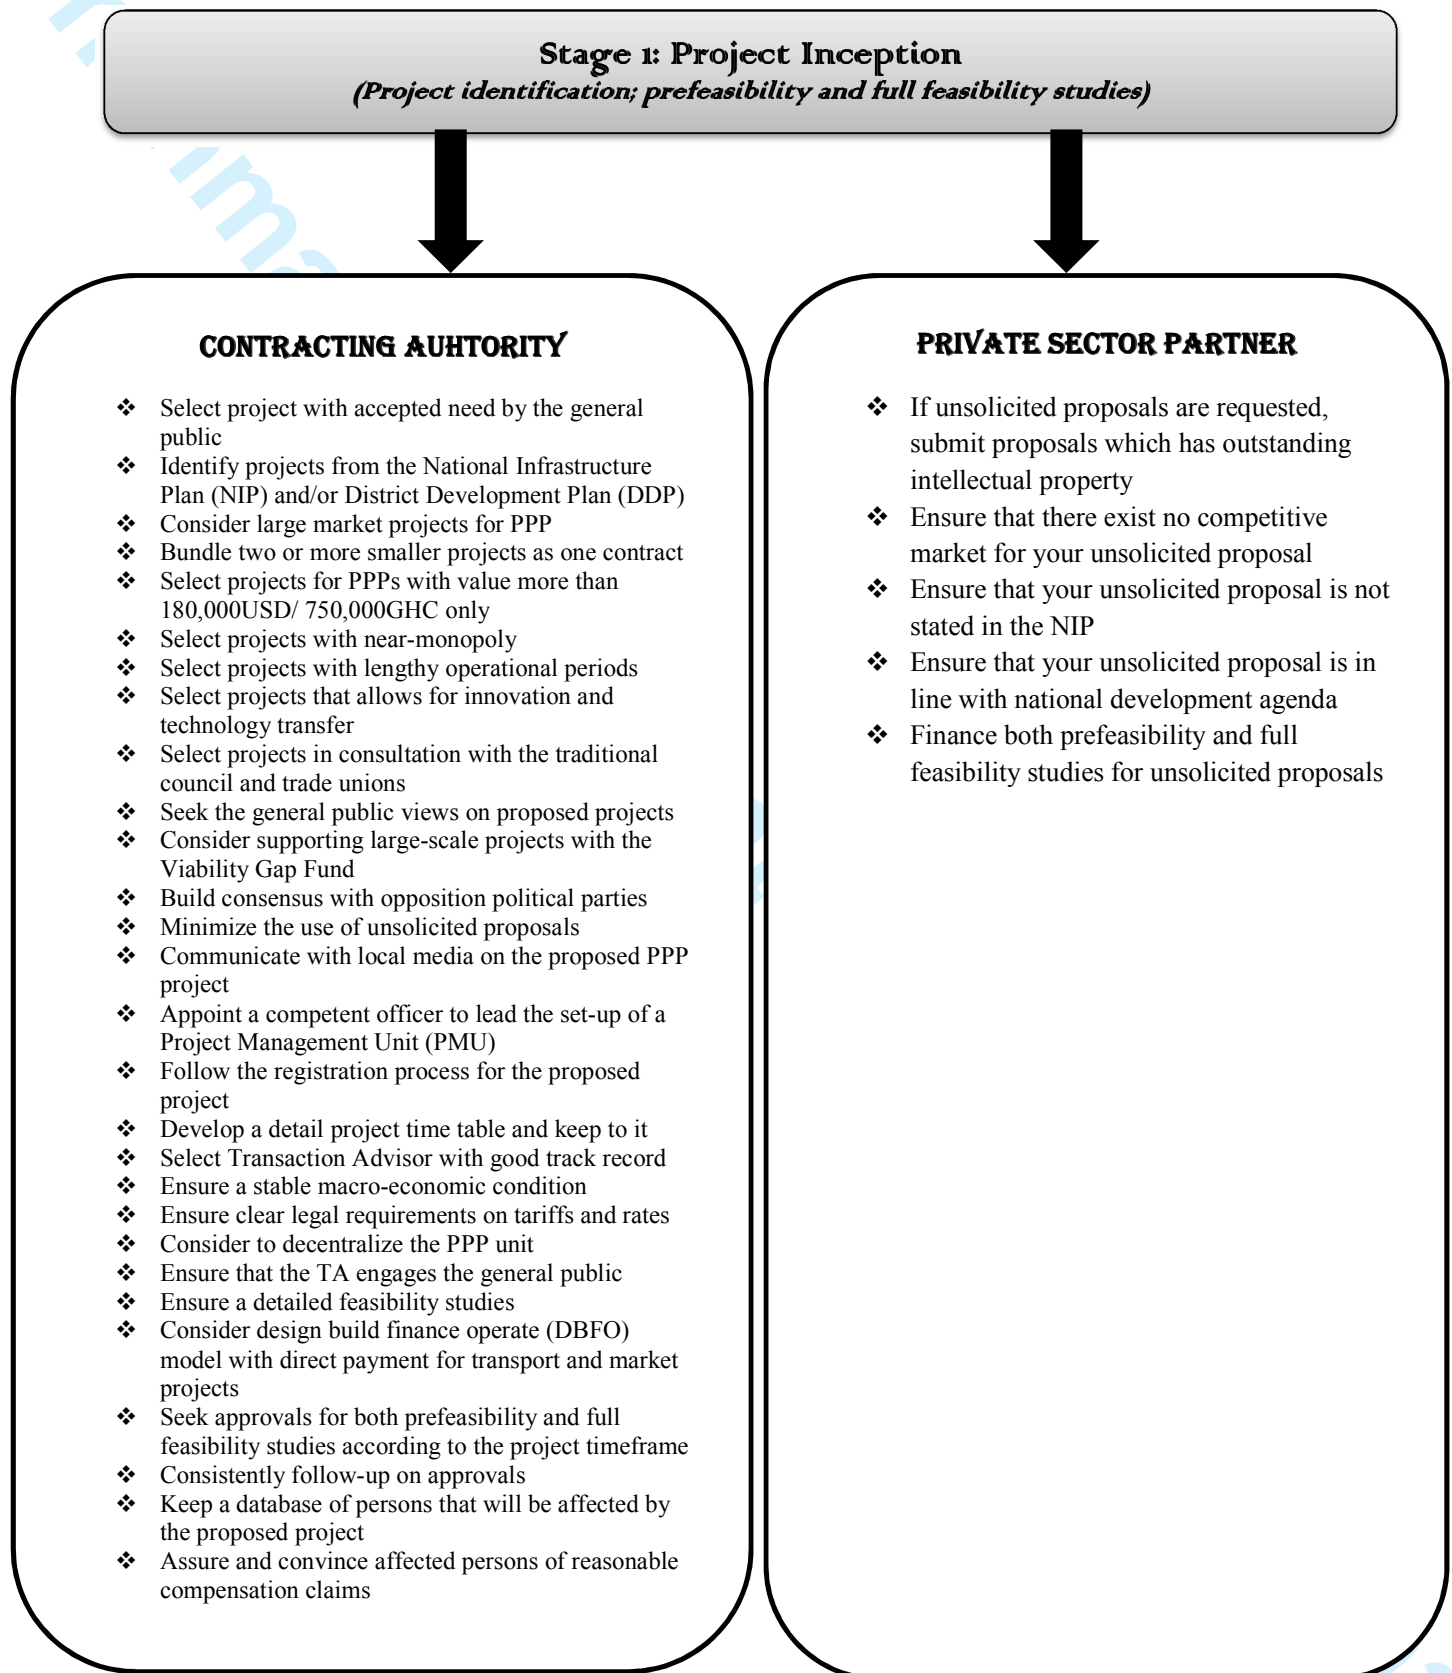 Stage 1: Project Inception
(Project identification; prefeasibility and full feasibility studies)
CONTRACTING AUHTORITY
❖ Select project with accepted need by the general
public
❖ Identify projects from the National Infrastructure
Plan (NIP) and/or District Development Plan (DDP)
❖ Consider large market projects for PPP
❖ Bundle two or more smaller projects as one contract
❖ Select projects for PPPs with value more than
180,000USD/ 750,000GHC only
❖ Select projects with near-monopoly
❖ Select projects with lengthy operational periods
❖ Select projects that allows for innovation and
technology transfer
❖ Select projects in consultation with the traditional
council and trade unions
❖ Seek the general public views on proposed projects
❖ Consider supporting large-scale projects with the
Viability Gap Fund
❖ Build consensus with opposition political parties
❖ Minimize the use of unsolicited proposals
❖ Communicate with local media on the proposed PPP
project
❖ Appoint a competent officer to lead the set-up of a
Project Management Unit (PMU)
❖ Follow the registration process for the proposed
project
❖ Develop a detail project time table and keep to it
❖ Select Transaction Advisor with good track record
❖ Ensure a stable macro-economic condition
❖ Ensure clear legal requirements on tariffs and rates
❖ Consider to decentralize the PPP unit
❖ Ensure that the TA engages the general public
❖ Ensure a detailed feasibility studies
❖ Consider design build finance operate (DBFO)
model with direct payment for transport and market
projects
❖ Seek approvals for both prefeasibility and full
feasibility studies according to the project timeframe
❖ Consistently follow-up on approvals
❖ Keep a database of persons that will be affected by
the proposed project
❖ Assure and convince affected persons of reasonable
compensation claims
PRIVATE SECTOR PARTNER
❖ If unsolicited proposals are requested,
submit proposals which has outstanding
intellectual property
❖ Ensure that there exist no competitive
market for your unsolicited proposal
❖ Ensure that your unsolicited proposal is not
stated in the NIP
❖ Ensure that your unsolicited proposal is in
line with national development agenda
❖ Finance both prefeasibility and full
feasibility studies for unsolicited proposals